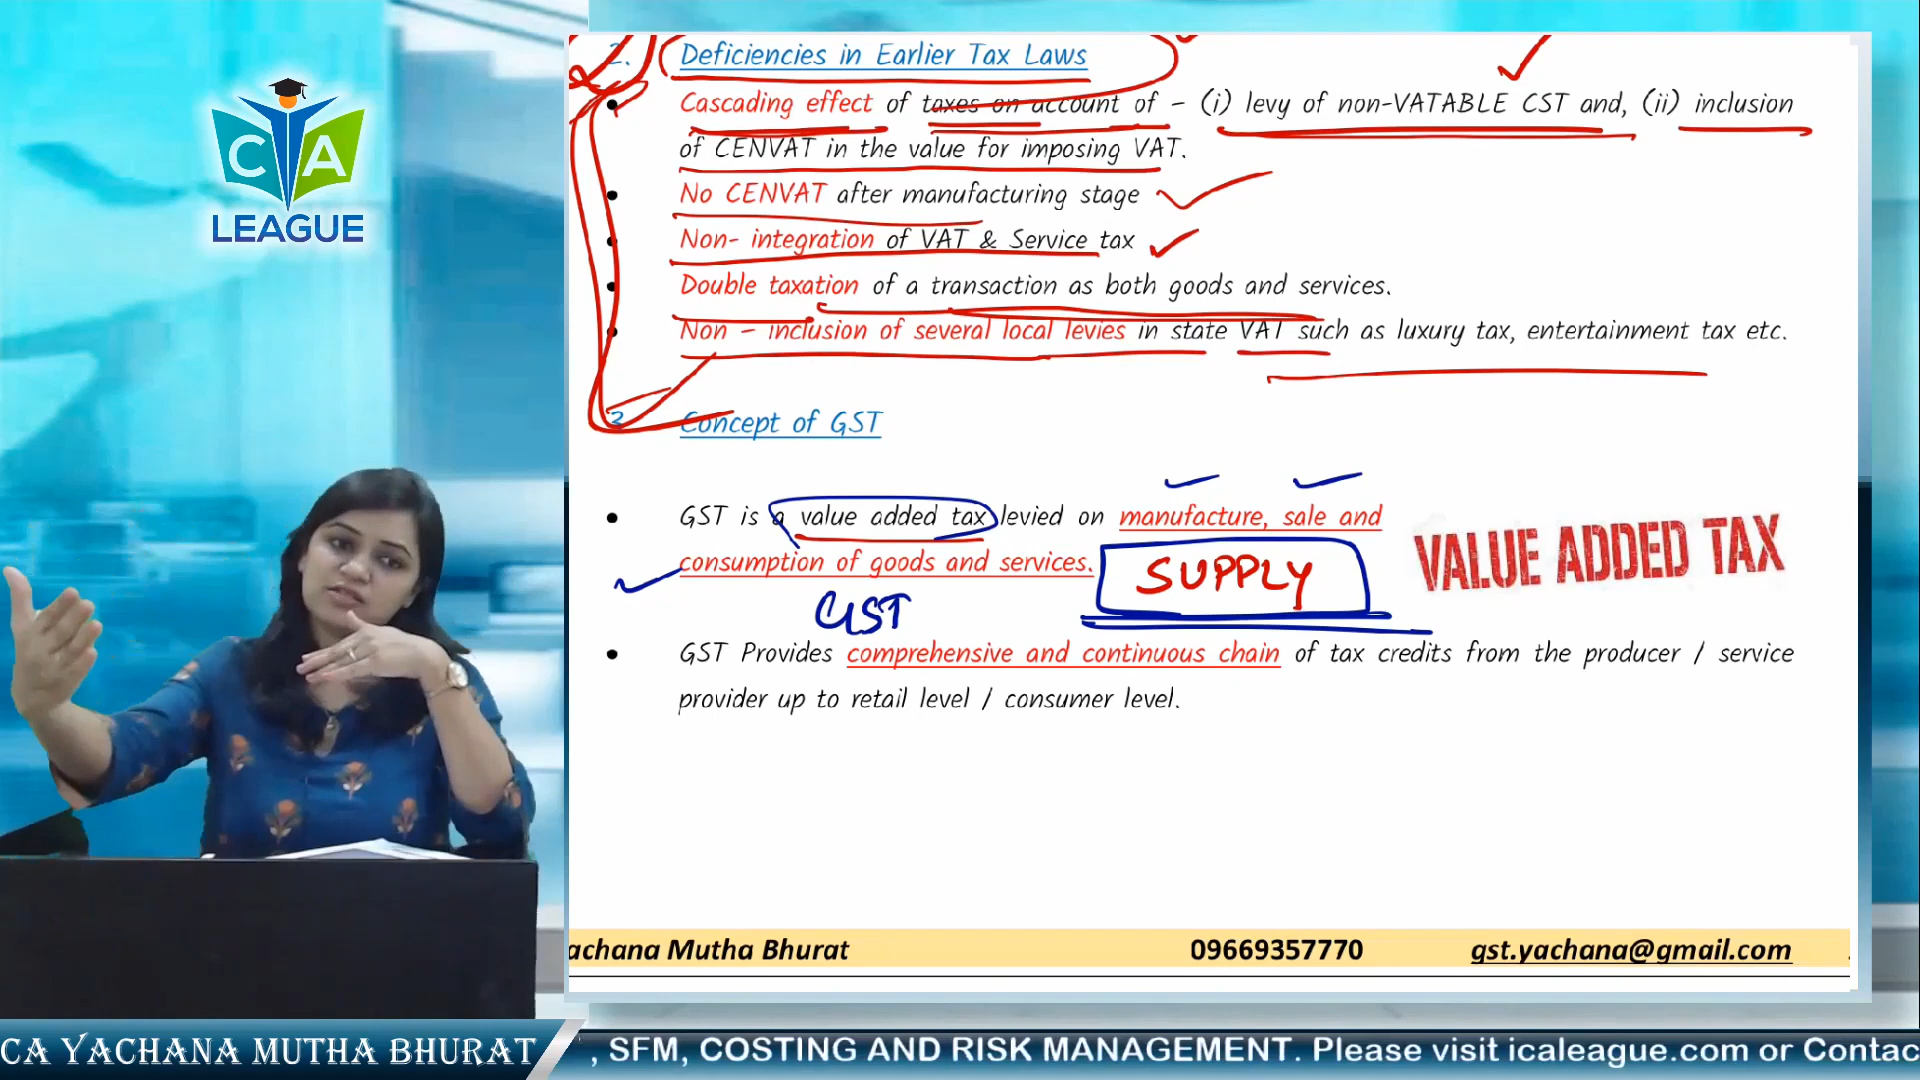 CA
LEAGUE
2. Deficiencies in Earlier Tax Laws
• Cascading effect of taxes on account of – (i) levy of non-VATABLE CST and, (ii) inclusion
of CENVAT in the value for imposing VAT.
• No CENVAT after manufacturing stage
• Non- integration of VAT & Service tax
• Double taxation of a transaction as both goods and services.
• Non – inclusion of several local levies in state VAT such as luxury tax, entertainment tax etc.
3. Concept of GST
• GST is a value added tax levied on manufacture, sale and
consumption of goods and services.
SUPPLY
VALUE ADDED TAX
GST
• GST Provides comprehensive and continuous chain of tax credits from the producer / service
provider up to retail level / consumer level.
achana Mutha Bhurat 09669357770 gst.yachana@gmail.com
CA YACHANA MUTHA BHURAT
, SFM, COSTING AND RISK MANAGEMENT. Please visit icaleague.com or Contac